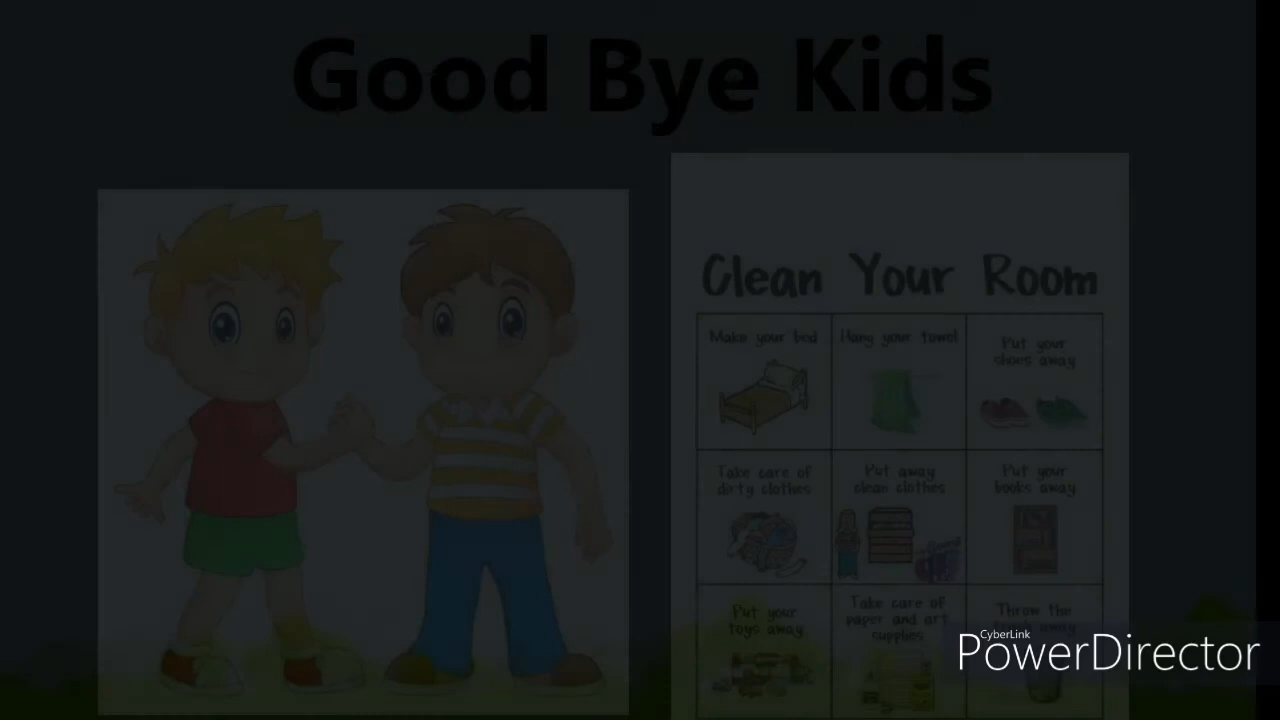 Good Bye Kids
Clean Your Room
Make your bed
Hang your towel
Put your
shoes away
Take care of
dirty clothes
Put away
clean clothes
Put your
books away
Put your
toys away
Take care of
paper and art
supplies
Throw the
trash away
CyberLink
PowerDirector